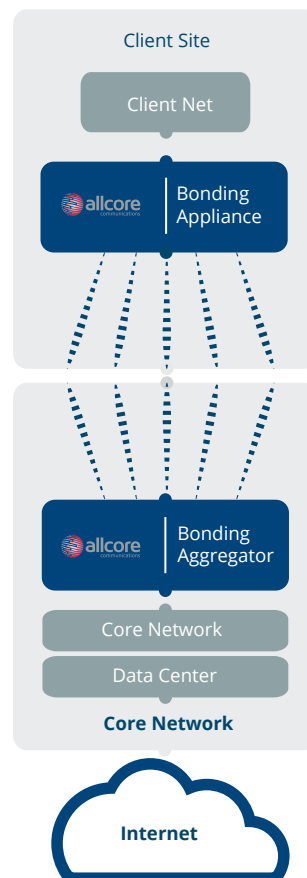 Client Site
Client Net
allcore
communications
Bonding
Appliance
allcore
communications
Bonding
Aggregator
Core Network
Data Center
Core Network
Internet